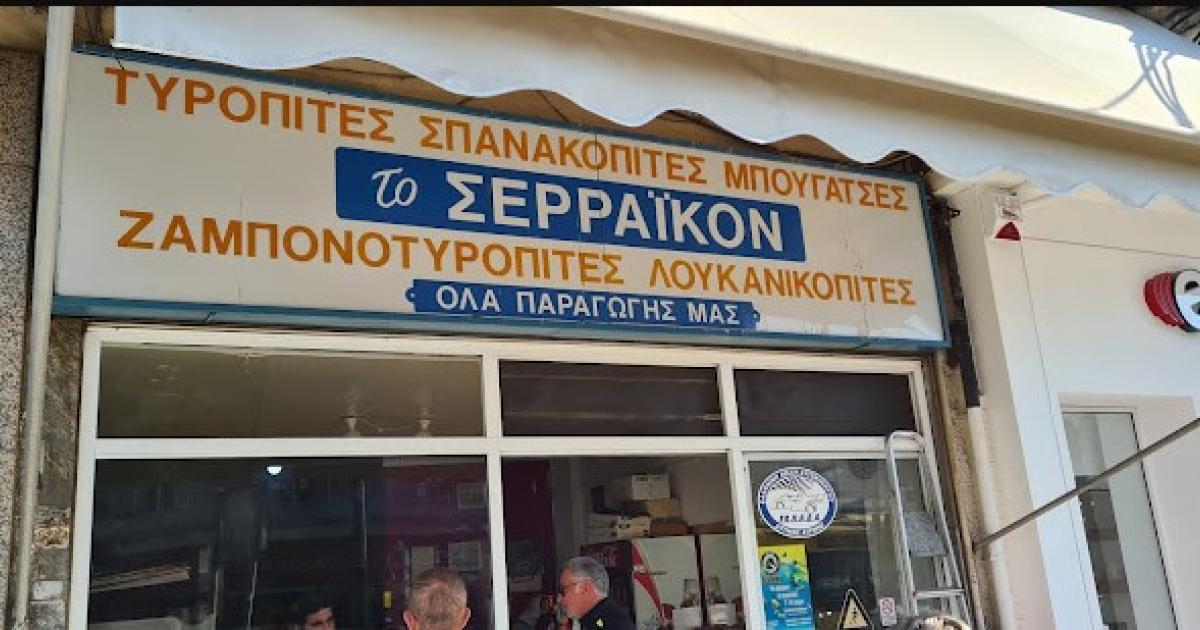 ΤΥΡΟΠΙΤΕΣ ΣΠΑΝΑΚΟΠΙΤΕΣ ΜΠΟΥΓΑΤΣΕΣ
το ΣΕΡΡΑΪΚΟΝ
ΖΑΜΠΟΝΟΤΥΡΟΠΙΤΕΣ ΛΟΥΚΑΝΙΚΟΠΙΤΕΣ
ΟΛΑ ΠΑΡΑΓΩΓΗΣ ΜΑΣ